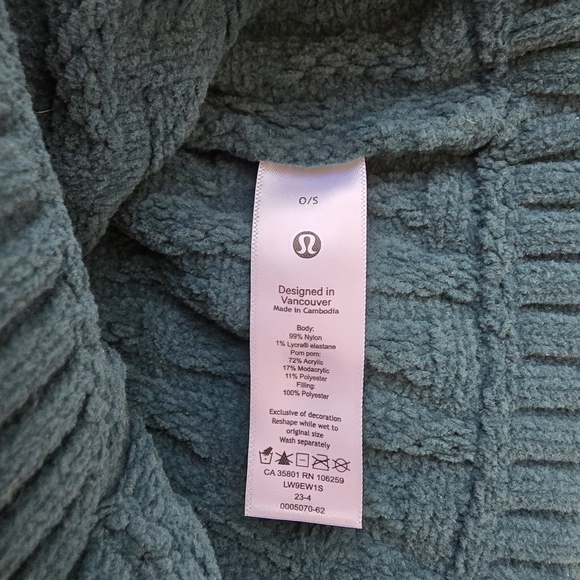 O/S
Designed in
Vancouver
Made in Cambodia
Body:
99% Nylon
1% Lycra® elastane
Pom pom:
72% Acrylic
17% Modacrylic
11% Polyester
Filling:
100% Polyester
Exclusive of decoration
Reshape while wet to
original size
Wash separately
CA 35801 RN 106259
LW9EW1S
23-4
0005070-62